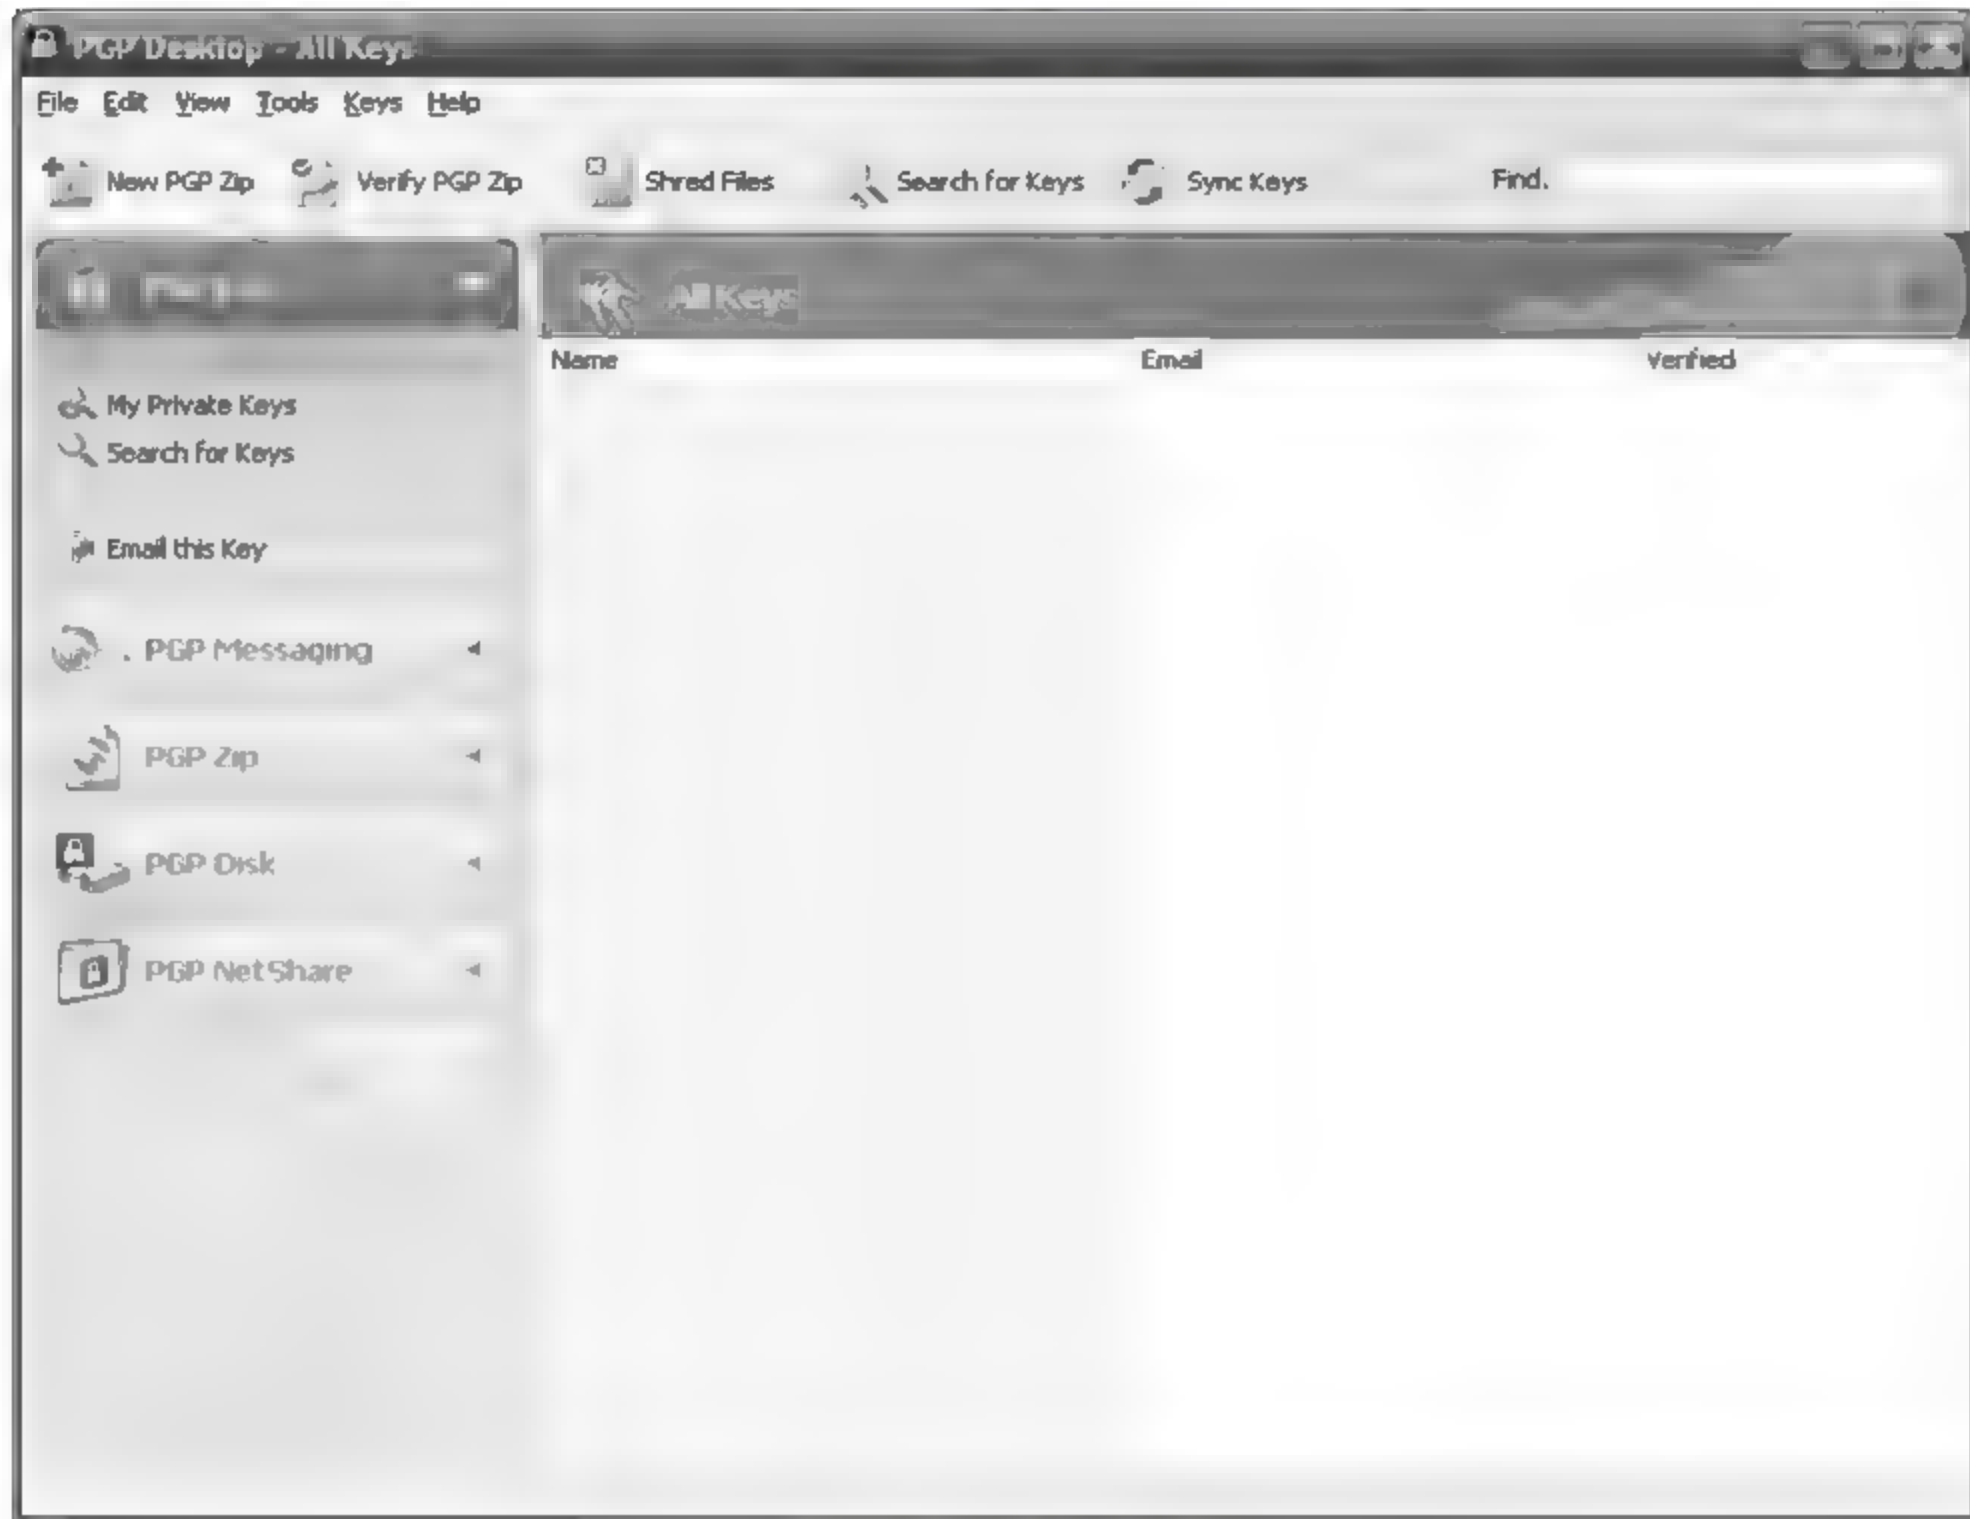 PGP Desktop - All Keys
File Edit View Tools Keys Help
New PGP Zip Verify PGP Zip Shred Files Search for Keys Sync Keys Find.
All Keys
Name Email Verified
My Private Keys
Search for Keys
Email this Key
PGP Messaging
PGP Zip
PGP Disk
PGP NetShare